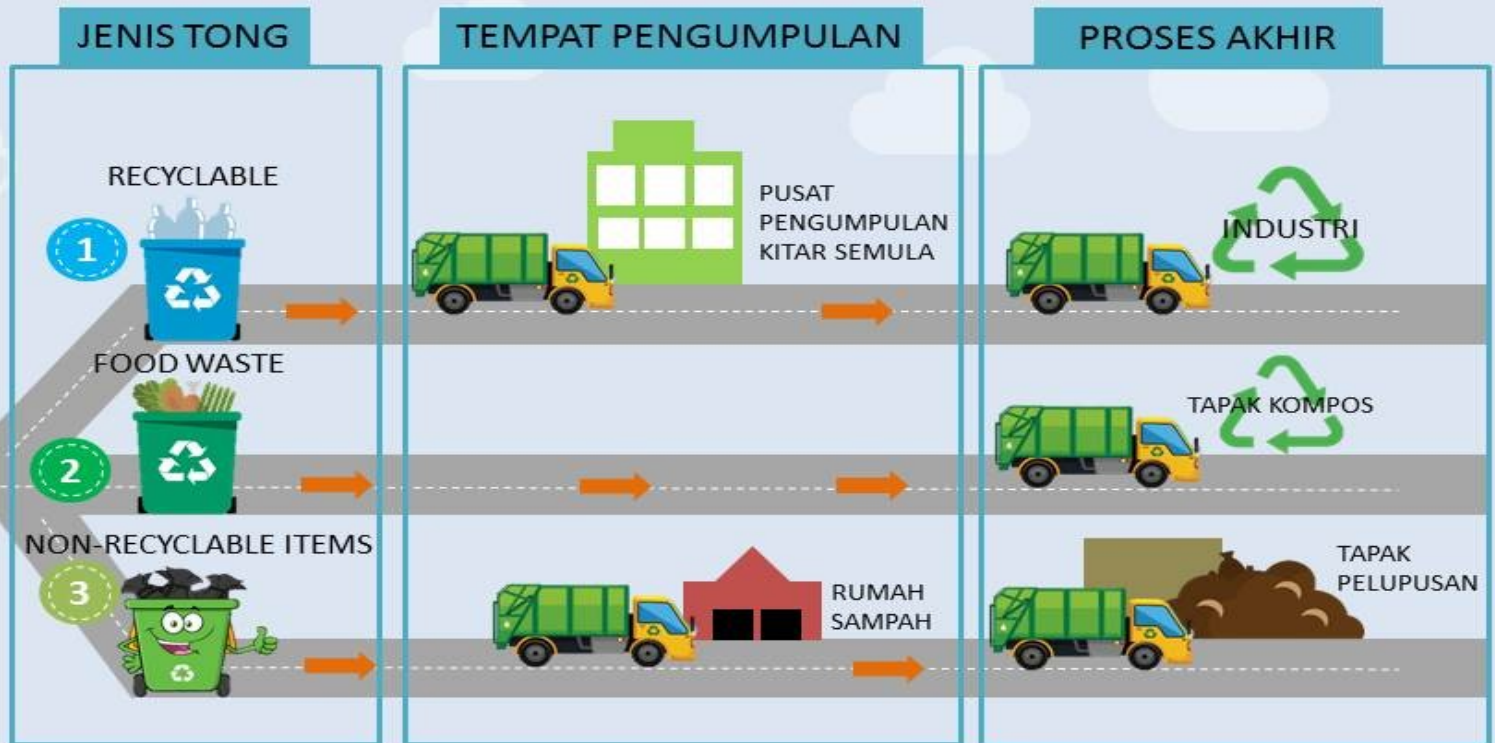 JENIS TONG
TEMPAT PENGUMPULAN
PROSES AKHIR
RECYCLABLE
1
PUSAT
PENGUMPULAN
KITAR SEMULA
INDUSTRI
FOOD WASTE
2
TAPAK KOMPOS
NON-RECYCLABLE ITEMS
3
RUMAH
SAMPAH
TAPAK
PELUPUSAN